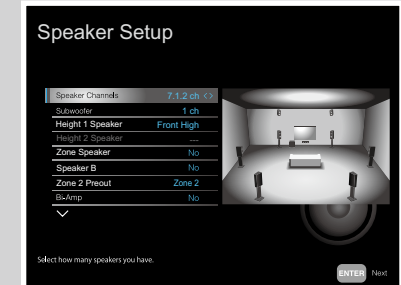 Speaker Setup
Speaker Channels 7.1.2 ch <>
Subwoofer 1 ch
Height 1 Speaker Front High
Height 2 Speaker ---
Zone Speaker No
Speaker B No
Zone 2 Preout Zone 2
Bi-Amp No
Select how many speakers you have.
ENTER Next